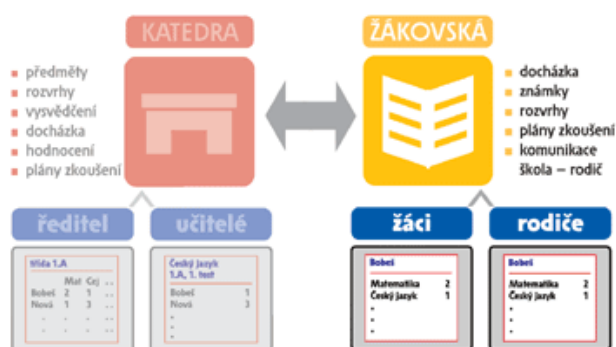 KATEDRA
ŽÁKOVSKÁ
předměty
rozvrhy
vysvědčení
docházka
hodnocení
plány zkoušení
docházka
známky
rozvrhy
plány zkoušení
komunikace
škola – rodič
ředitel
učitelé
žáci
rodiče
třída 1.A
Mat Cej ..
Bobeš 2 1 ..
Nová 1 3 ..
. . . ..
. . . ..
Český jazyk
1.A, 1. test
Bobeš 1
Nová 3
Bobeš
Matematika 2
Český jazyk 1
Bobeš
Matematika 2
Český jazyk 1